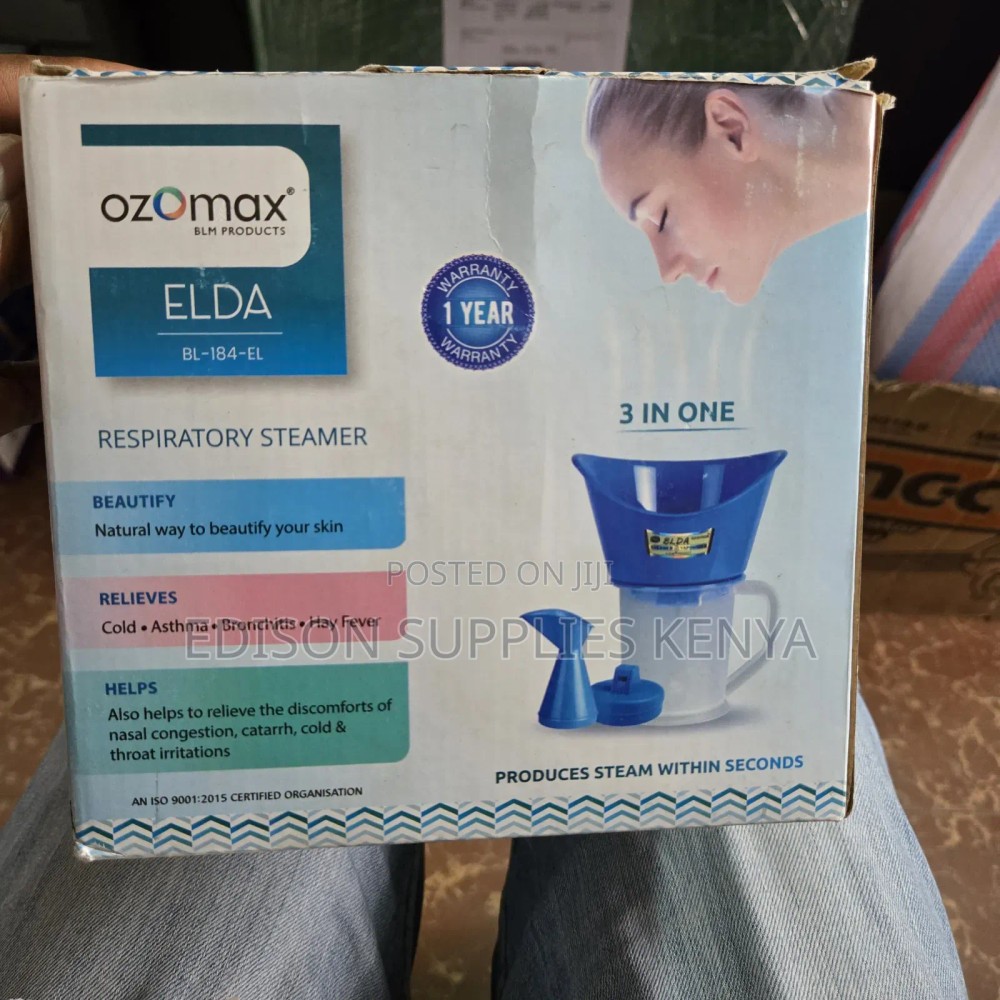 ozomax®
BLM PRODUCTS
ELDA
BL-184-EL
WARRANTY
1 YEAR
WARRANTY
3 IN ONE
RESPIRATORY STEAMER
BEAUTIFY
Natural way to beautify your skin
ELDA
RELIEVES
Cold • Asthma • Bronchitis • Hay Fever
HELPS
Also helps to relieve the discomforts of
nasal congestion, catarrh, cold &
throat irritations
PRODUCES STEAM WITHIN SECONDS
AN ISO 9001:2015 CERTIFIED ORGANISATION
POSTED ON JIJI
EDISON SUPPLIES KENYA